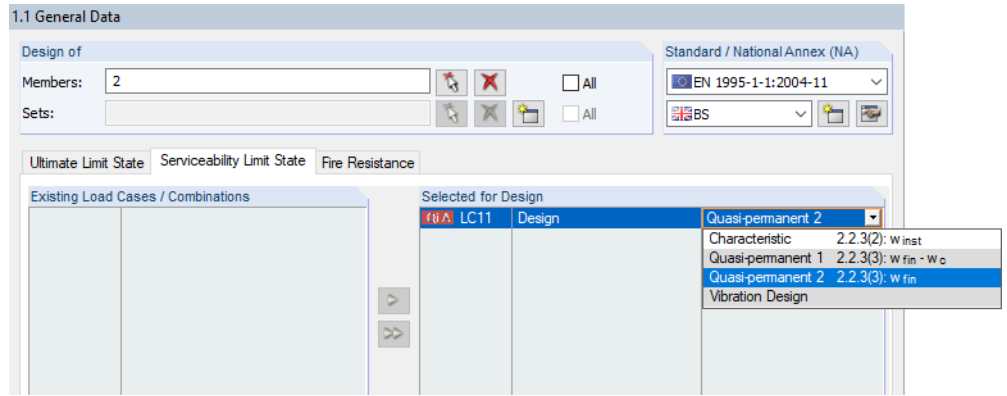 1.1 General Data
Design of
Standard / National Annex (NA)
Members: 2 All
EN 1995-1-1:2004-11
Sets: All
BS
Ultimate Limit State Serviceability Limit State Fire Resistance
Existing Load Cases / Combinations
Selected for Design
LC11 Design Quasi-permanent 2
Characteristic 2.2.3(2): w inst
Quasi-permanent 1 2.2.3(3): w fin - w c
Quasi-permanent 2 2.2.3(3): w fin
Vibration Design
>
>>